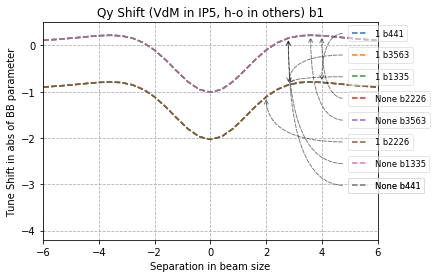 Qy Shift (VdM in IP5, h-o in others) b1
Tune Shift in abs of BB parameter
0
−1
−2
−3
−4
−6
−4
−2
0
2
4
6
Separation in beam size
1 b441
1 b3563
1 b1335
None b2226
None b3563
1 b2226
None b1335
None b441